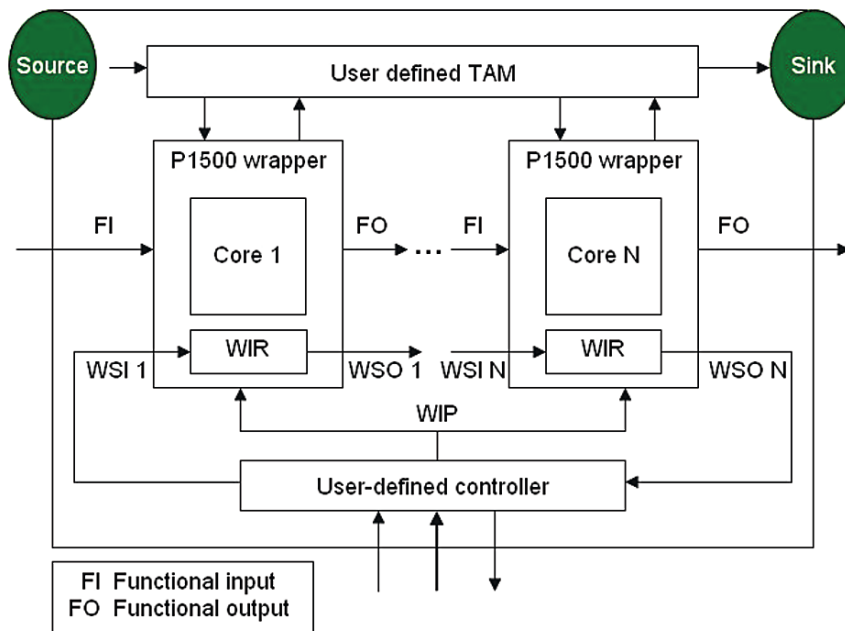 Source
User defined TAM
Sink
P1500 wrapper
P1500 wrapper
FI
Core 1
FO
...
FI
Core N
FO
WIR
WIR
WSI 1
WSO 1
WSI N
WSO N
WIP
User-defined controller
FI Functional input
FO Functional output